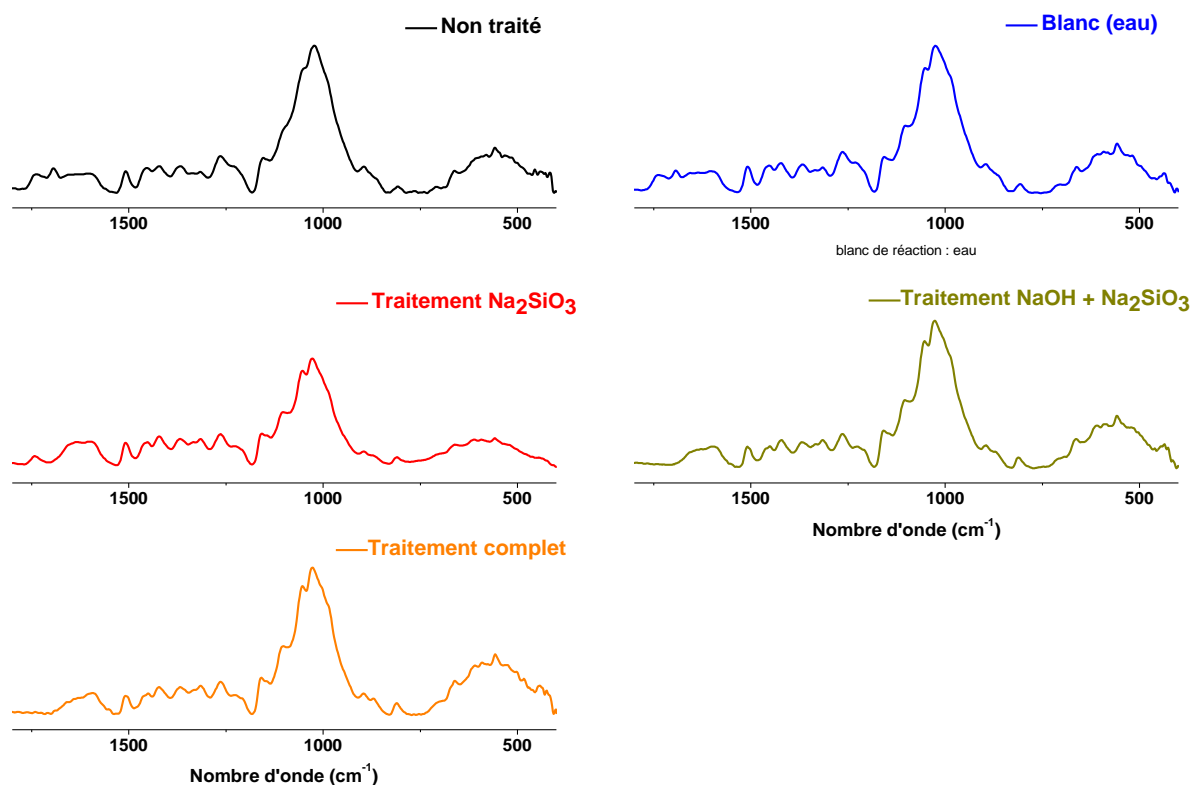 Non traité
1500 1000 500
Blanc (eau)
1500 1000 500
blanc de réaction : eau
Traitement Na₂SiO₃
1500 1000 500
Traitement NaOH + Na₂SiO₃
1500 1000 500
Nombre d'onde (cm⁻¹)
Traitement complet
1500 1000 500
Nombre d'onde (cm⁻¹)